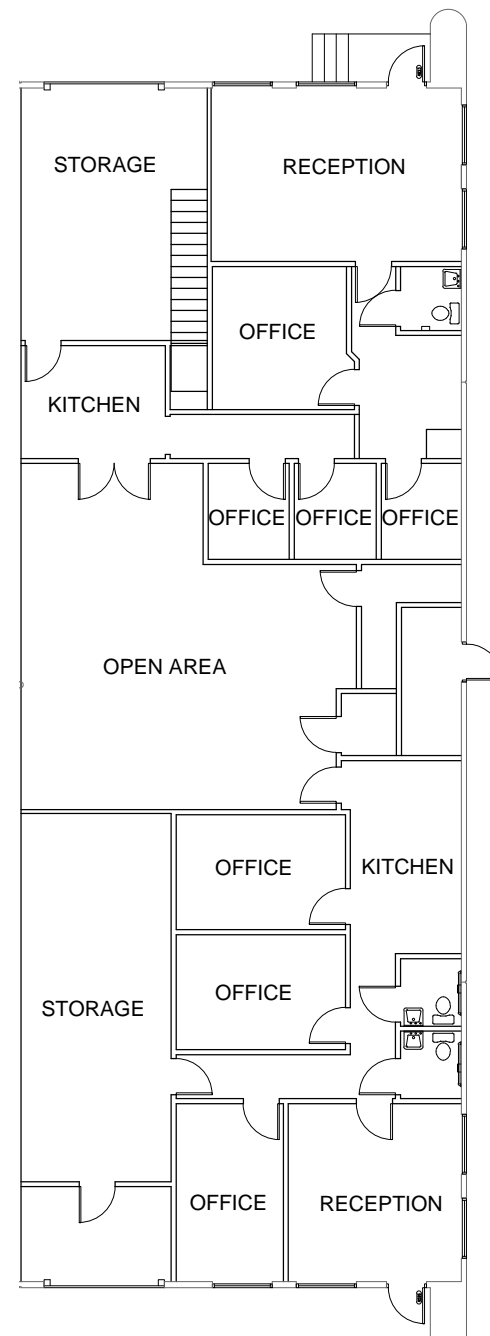 STORAGE
RECEPTION
OFFICE
KITCHEN
OFFICE OFFICE OFFICE
OPEN AREA
OFFICE
KITCHEN
OFFICE
STORAGE
OFFICE
RECEPTION